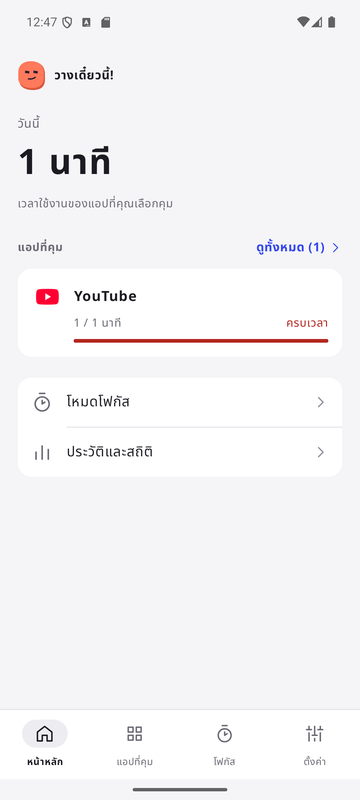 12:47
วางเดี๋ยวนี้!
วันนี้
1 นาที
เวลาใช้งานของแอปที่คุณเลือกคุม
แอปที่คุม
ดูทั้งหมด (1)
YouTube
1 / 1 นาที
ครบเวลา
โหมดโฟกัส
ประวัติและสถิติ
หน้าหลัก
แอปที่คุม
โฟกัส
ตั้งค่า